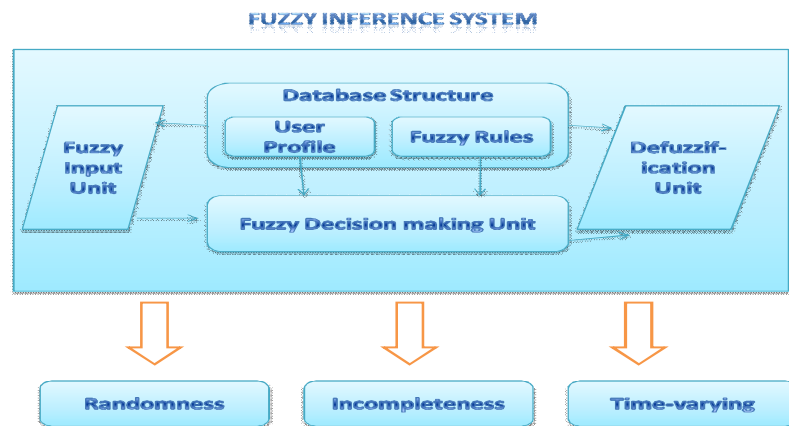 FUZZY INFERENCE SYSTEM
Database Structure
User
Profile
Fuzzy Rules
Fuzzy
Input
Unit
Defuzzif-
ication
Unit
Fuzzy Decision making Unit
Randomness
Incompleteness
Time-varying